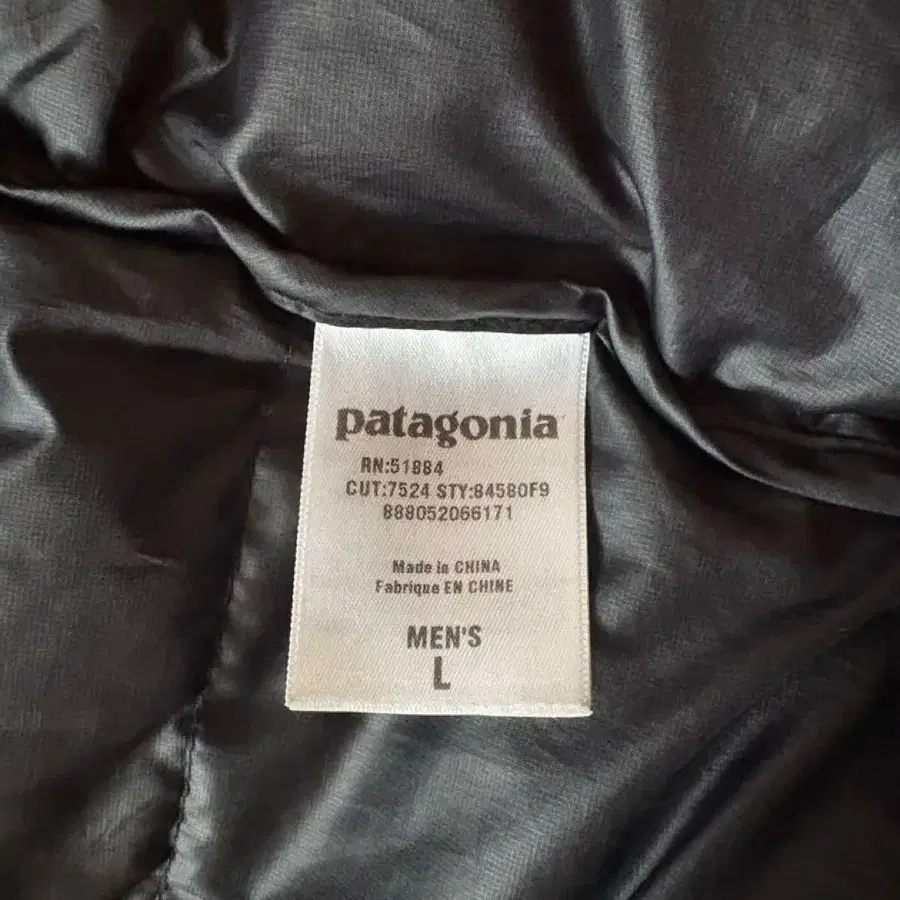 patagonia
RN:51884
CUT:7524 STY:84580F9
888052066171
Made in CHINA
Fabrique EN CHINE
MEN'S
L